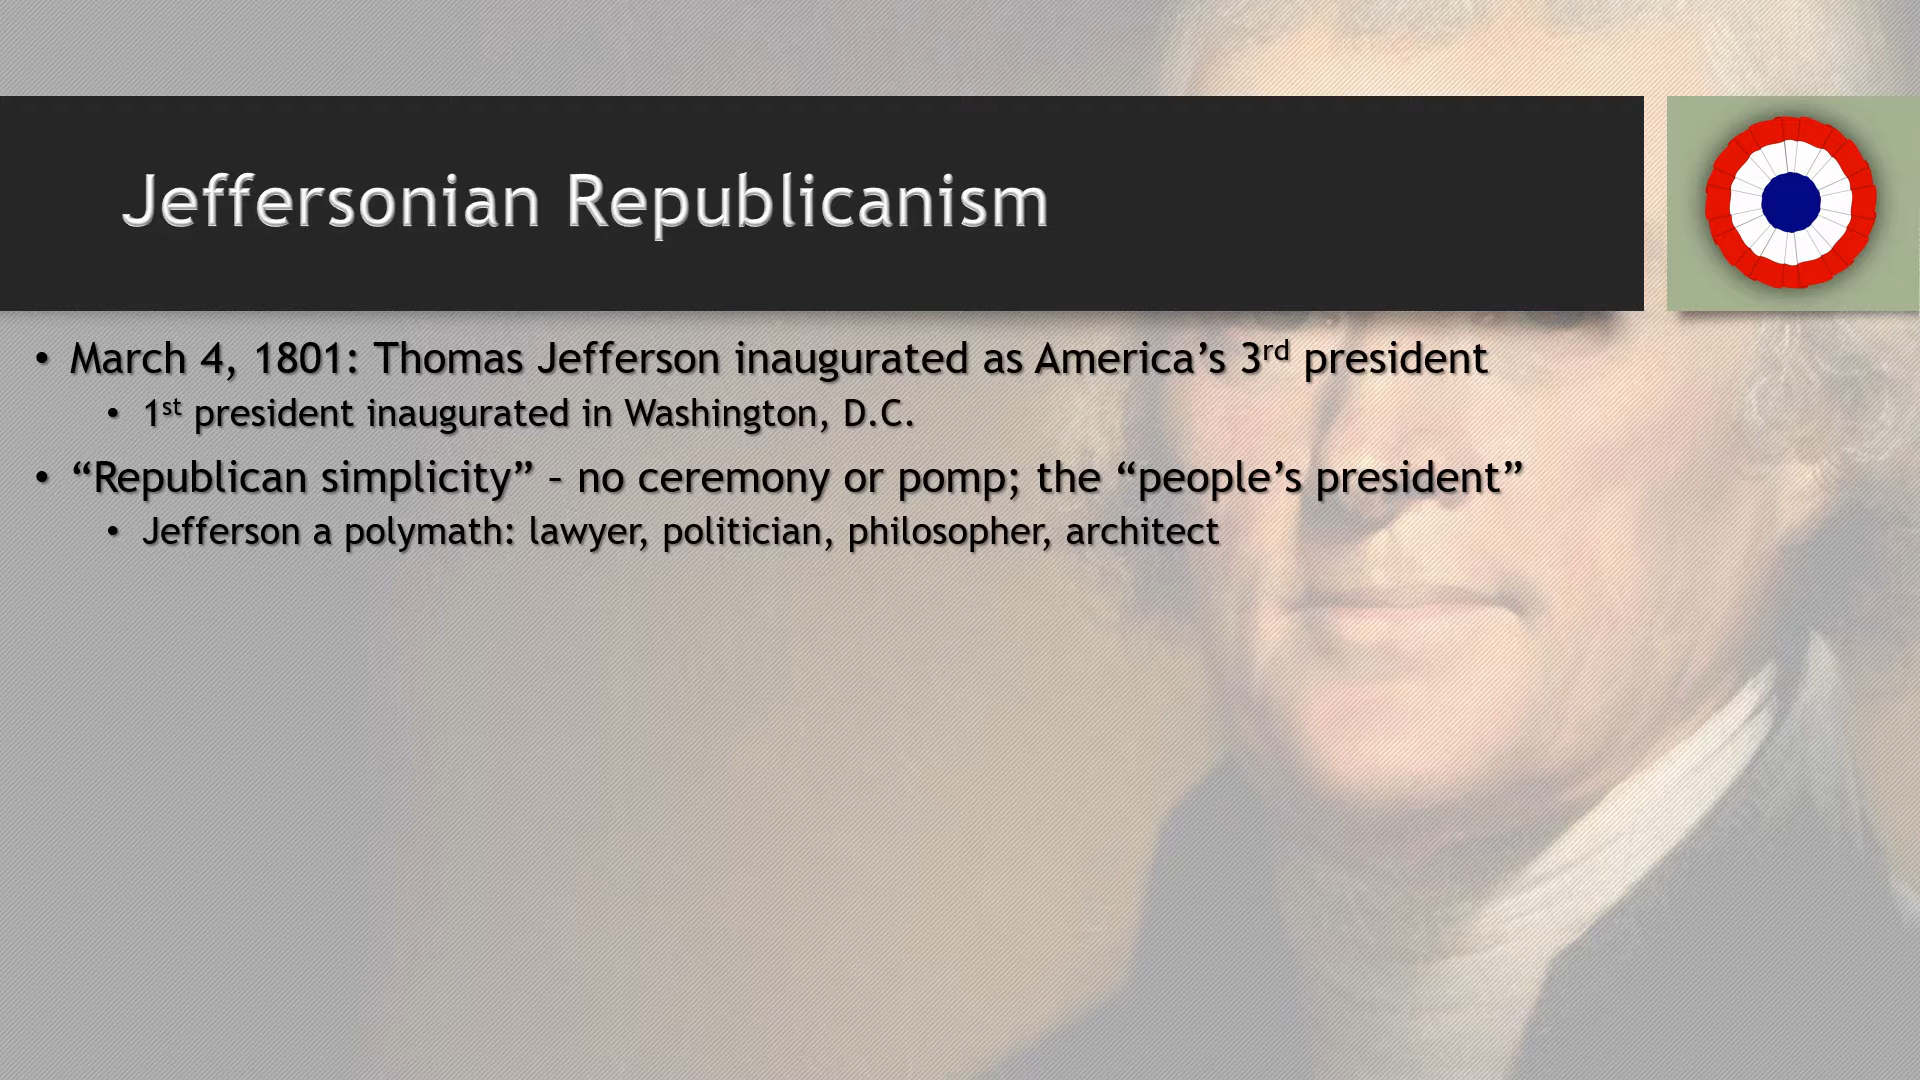 Jeffersonian Republicanism
• March 4, 1801: Thomas Jefferson inaugurated as America’s 3rd president
• 1st president inaugurated in Washington, D.C.
• “Republican simplicity” – no ceremony or pomp; the “people’s president”
• Jefferson a polymath: lawyer, politician, philosopher, architect